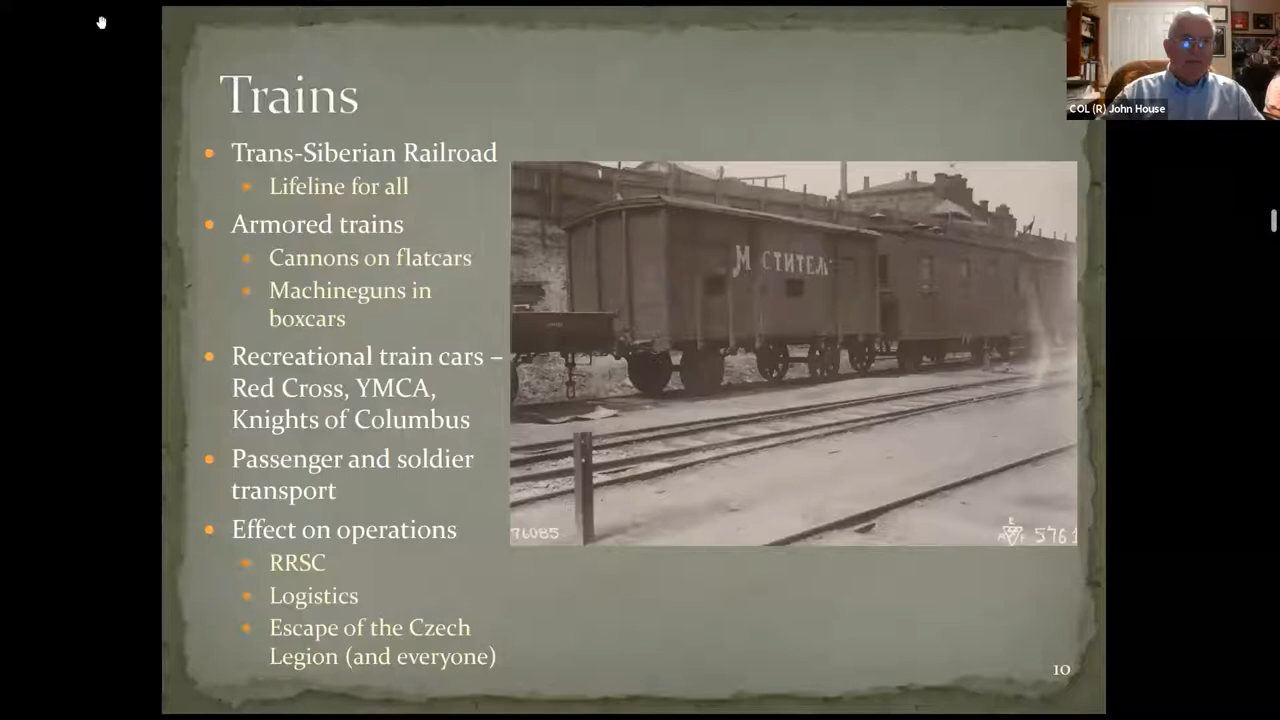 Trains
Trans-Siberian Railroad
Lifeline for all
Armored trains
Cannons on flatcars
Machineguns in
boxcars
Recreational train cars –
Red Cross, YMCA,
Knights of Columbus
Passenger and soldier
transport
Effect on operations
RRSC
Logistics
Escape of the Czech
Legion (and everyone)
МСТИТЕЛЬ
76085
5761
10
COL (R) John House